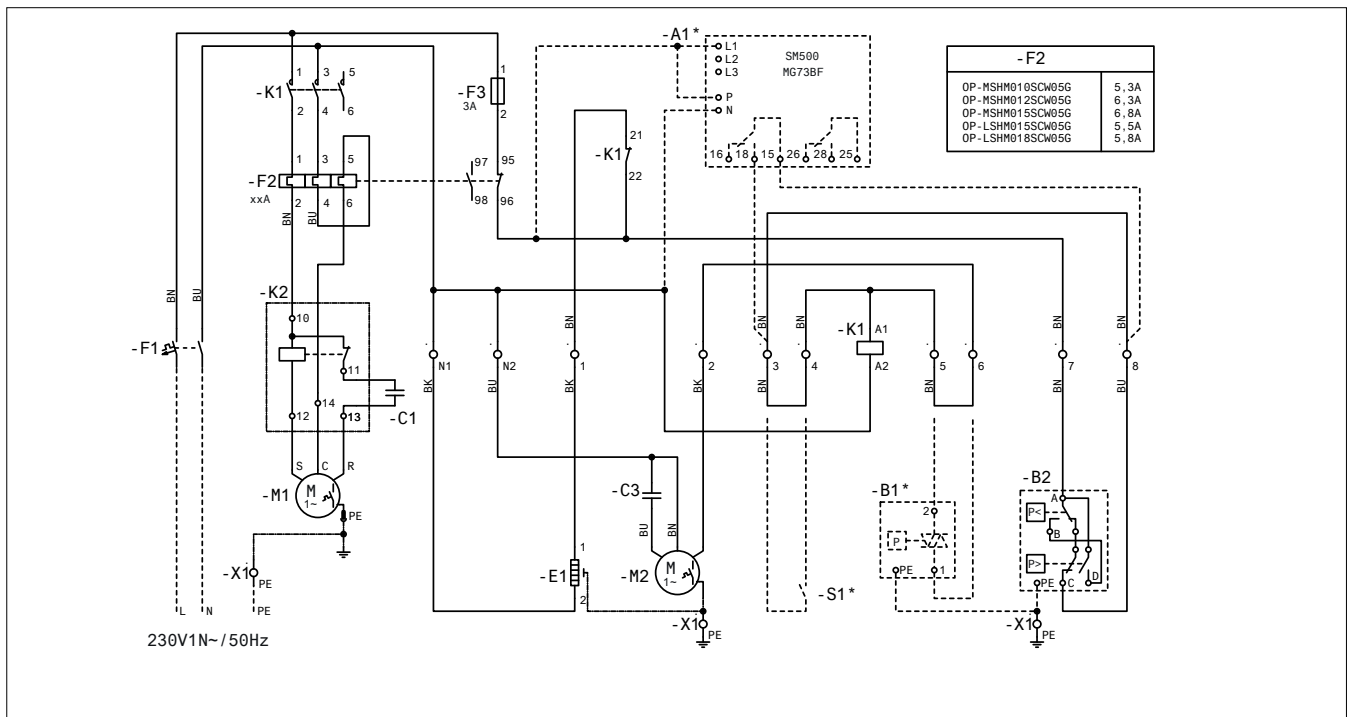 -A1*
L1
L2
L3
P
N
SM500
MG73BF
16
18
15
26
28
25
-F2
OP-MSHM010SCW05G 5,3A
OP-MSHM012SCW05G 6,3A
OP-MSHM015SCW05G 6,8A
OP-LSHM015SCW05G 5,5A
OP-LSHM018SCW05G 5,8A
1
3
5
-K1
2
4
6
1
-F3
3A
2
21
-K1
22
1
3
5
97
95
-F2
xxA
2
4
6
98
96
BN
BU
BN
BU
-K2
10
-F1
11
-C1
12
14
13
S
C
R
-M1
M
1~
PE
-X1
PE
L
N
PE
230V1N~/50Hz
BN
BN
BN
-K1
A1
A2
BN
BN
BN
BN
N1
N2
1
2
3
4
5
6
7
8
BK
BU
BK
BK
BN
BU
BN
BN
BU
-C3
BU
BN
1
-E1
2
-M2
M
1~
-X1
PE
-S1*
-B1*
2
P
PE
1
-B2
A
P<
B
P>
PE
C
D
-X1
PE